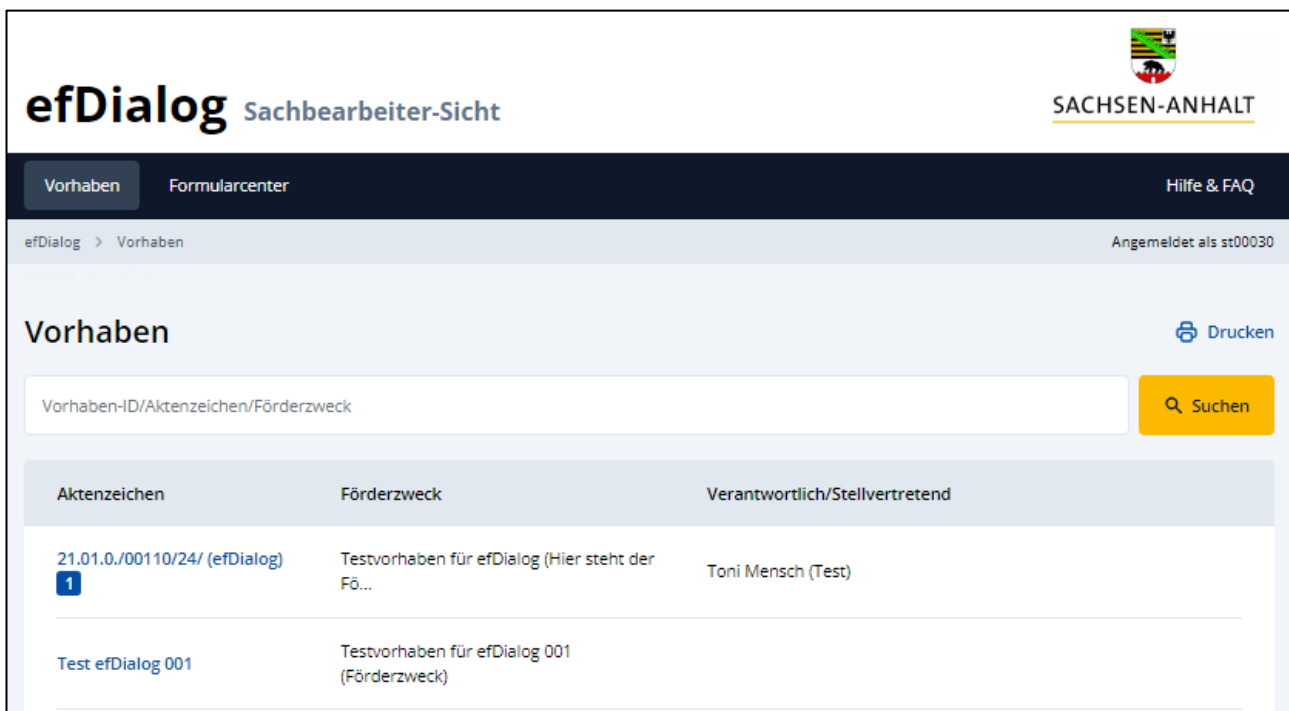 efDialog Sachbearbeiter-Sicht
SACHSEN-ANHALT
Vorhaben Formularcenter Hilfe & FAQ
efDialog > Vorhaben Angemeldet als st00030
Vorhaben
Drucken
Vorhaben-ID/Aktenzeichen/Förderzweck
Suchen
Aktenzeichen Förderzweck Verantwortlich/Stellvertretend
21.01.0./00110/24/ (efDialog)
1
Testvorhaben für efDialog (Hier steht der
Fö...
Toni Mensch (Test)
Test efDialog 001
Testvorhaben für efDialog 001
(Förderzweck)